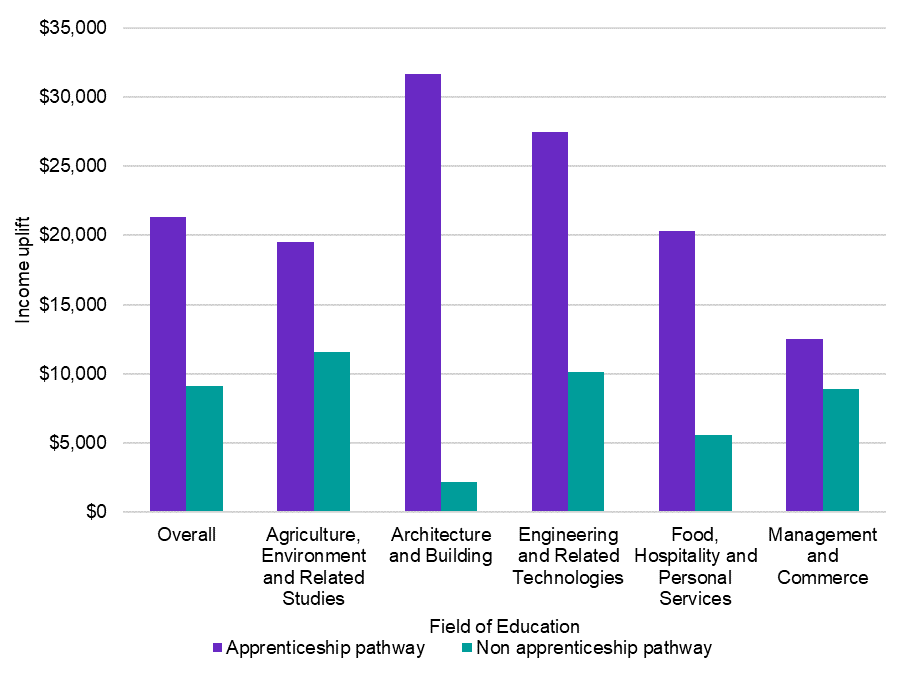 $35,000
$30,000
$25,000
$20,000
$15,000
$10,000
$5,000
$0
Income uplift
Overall
Agriculture,
Environment
and Related
Studies
Architecture
and Building
Engineering
and Related
Technologies
Food,
Hospitality and
Personal
Services
Management
and
Commerce
Field of Education
Apprenticeship pathway
Non apprenticeship pathway